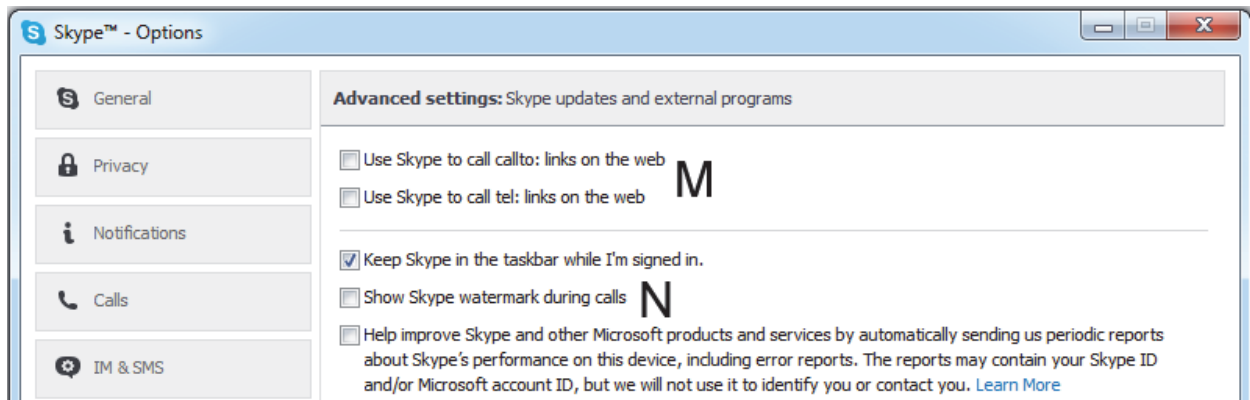 Skype™ - Options
General
Advanced settings: Skype updates and external programs
Privacy
Use Skype to call callto: links on the web
M
Use Skype to call tel: links on the web
Notifications
Keep Skype in the taskbar while I'm signed in.
Calls
Show Skype watermark during calls
N
Help improve Skype and other Microsoft products and services by automatically sending us periodic reports
about Skype's performance on this device, including error reports. The reports may contain your Skype ID
IM & SMS
and/or Microsoft account ID, but we will not use it to identify you or contact you. Learn More